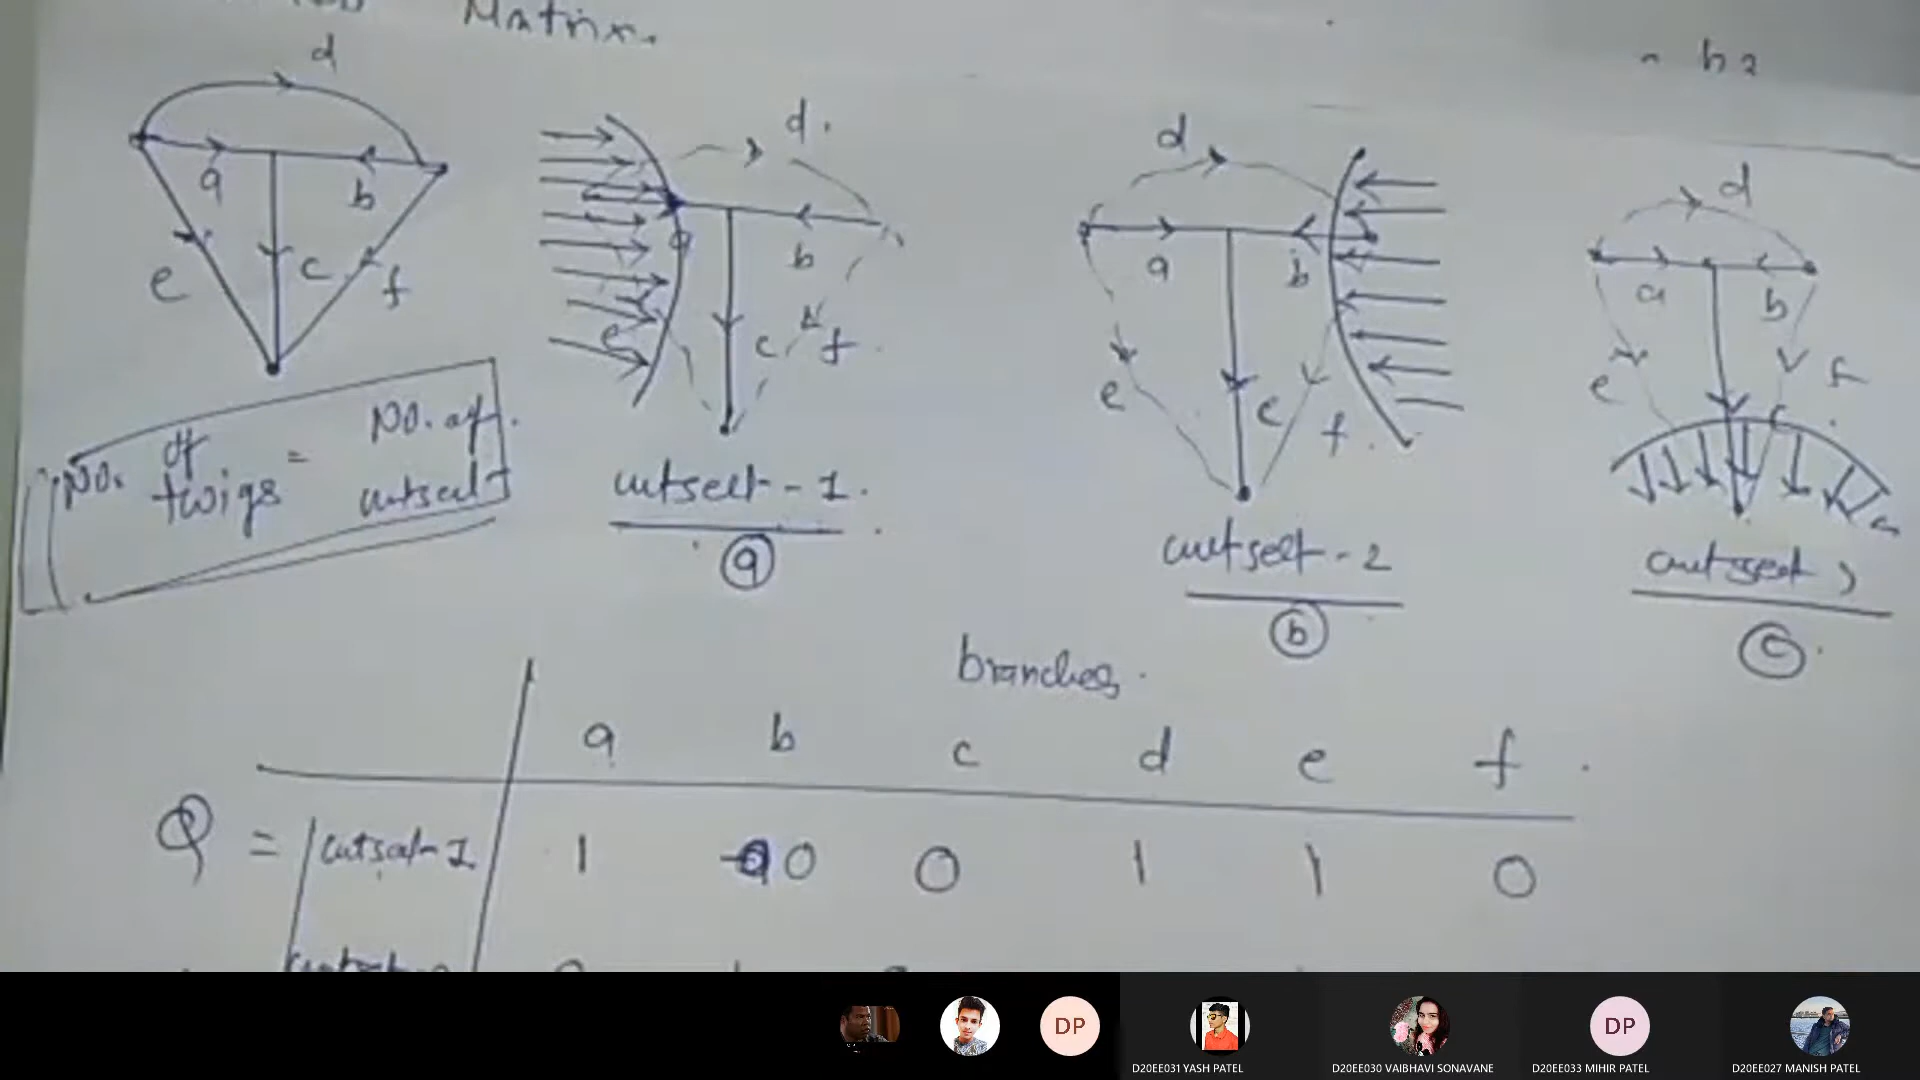 Matrix.
b2
d
a b
e c f
No. of twigs = No. of cutset
d.
a b
e c f
cutset - 1.
a
d
a b
e c f
cutset - 2
b
d
a b
e c f
cutset
c
branches.
a b c d e f
Q = cutset-1. 1 0 0 1 1 0
DP
DP
D20EE031 YASH PATEL
D20EE030 VAIBHAVI SONAVANE
D20EE033 MIHIR PATEL
D20EE027 MANISH PATEL